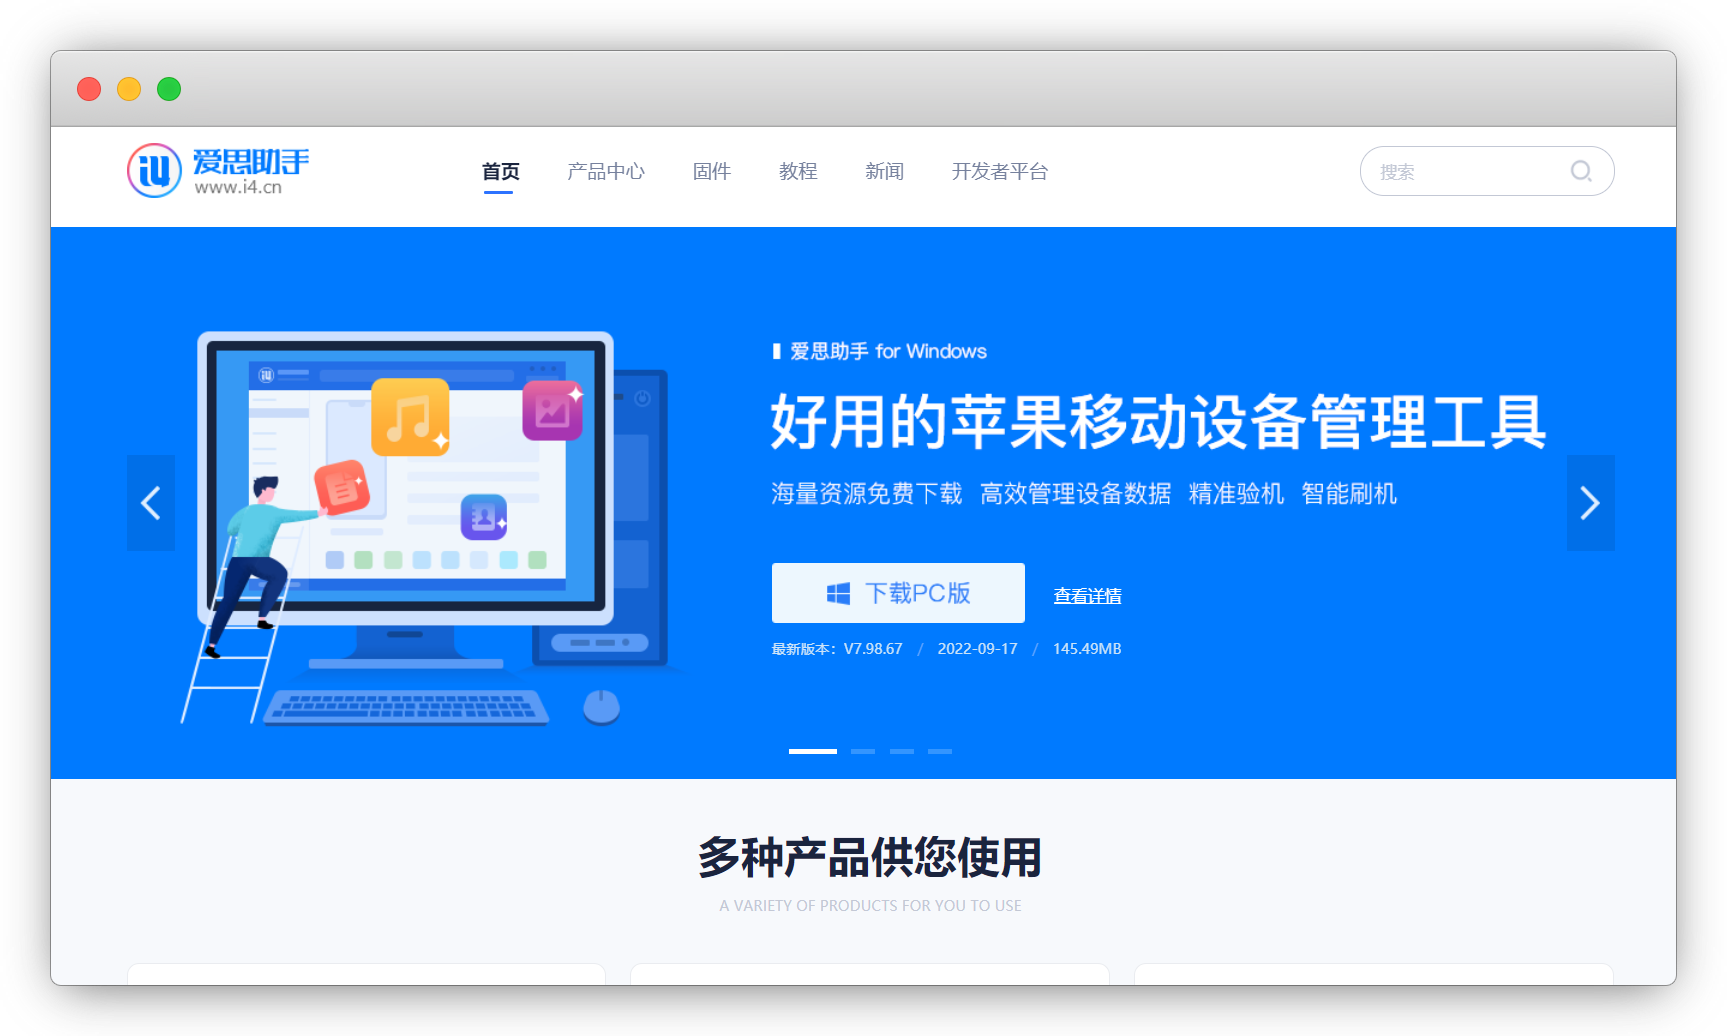 爱思助手
www.i4.cn
首页 产品中心 固件 教程 新闻 开发者平台
搜索
爱思助手 for Windows
好用的苹果移动设备管理工具
海量资源免费下载 高效管理设备数据 精准验机 智能刷机
下载PC版 查看详情
最新版本：V7.98.67 / 2022-09-17 / 145.49MB
多种产品供您使用
A VARIETY OF PRODUCTS FOR YOU TO USE